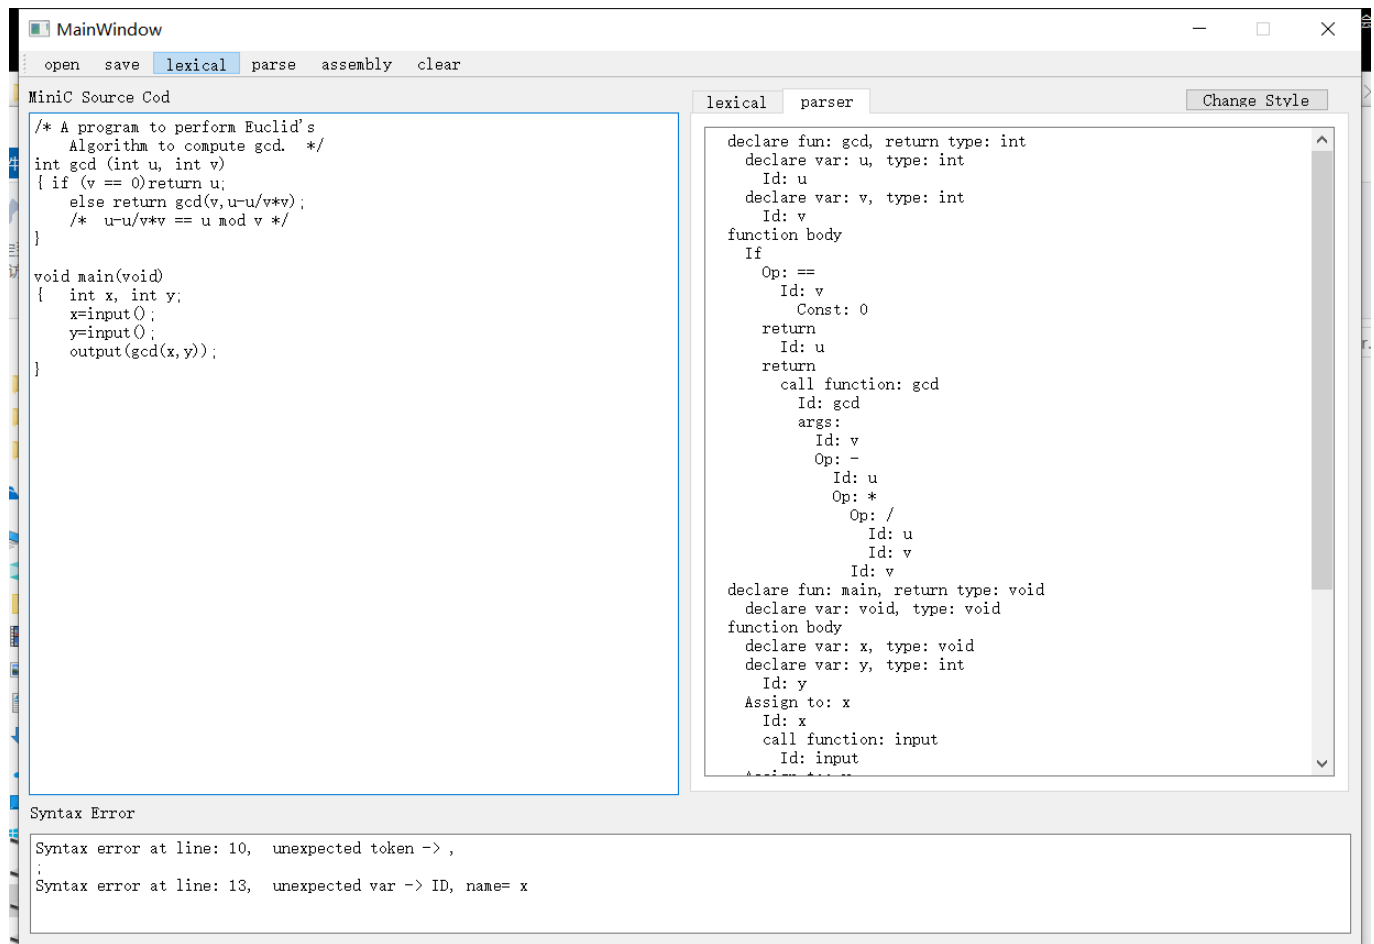 MainWindow
open save lexical parse assembly clear
MiniC Source Cod
/* A program to perform Euclid's
Algorithm to compute gcd. */
int gcd (int u, int v)
{ if (v == 0)return u;
else return gcd(v,u-u/v*v);
/* u-u/v*v == u mod v */
}
void main(void)
{ int x, int y;
x=input();
y=input();
output(gcd(x,y));
}
lexical parser
Change Style
declare fun: gcd, return type: int
declare var: u, type: int
Id: u
declare var: v, type: int
Id: v
function body
If
Op: ==
Id: v
Const: 0
return
Id: u
return
call function: gcd
Id: gcd
args:
Id: v
Op: -
Id: u
Op: *
Op: /
Id: u
Id: v
Id: v
declare fun: main, return type: void
declare var: void, type: void
function body
declare var: x, type: void
declare var: y, type: int
Id: y
Assign to: x
Id: x
call function: input
Id: input
Syntax Error
Syntax error at line: 10, unexpected token -> ,
;
Syntax error at line: 13, unexpected var -> ID, name= x